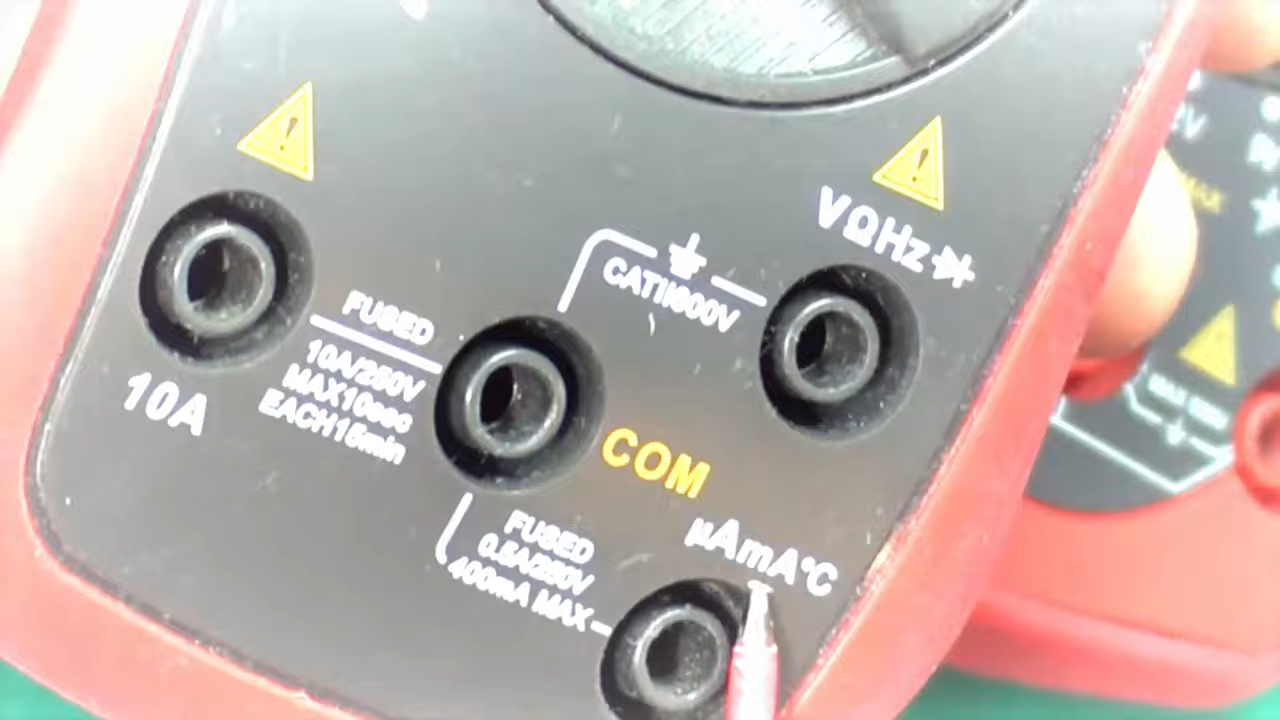 10A
FUSED
10A/250V
MAX10sec
EACH15min
CATII600V
VΩHz
COM
FUSED
0.5A/250V
400mA MAX
µAmA°C